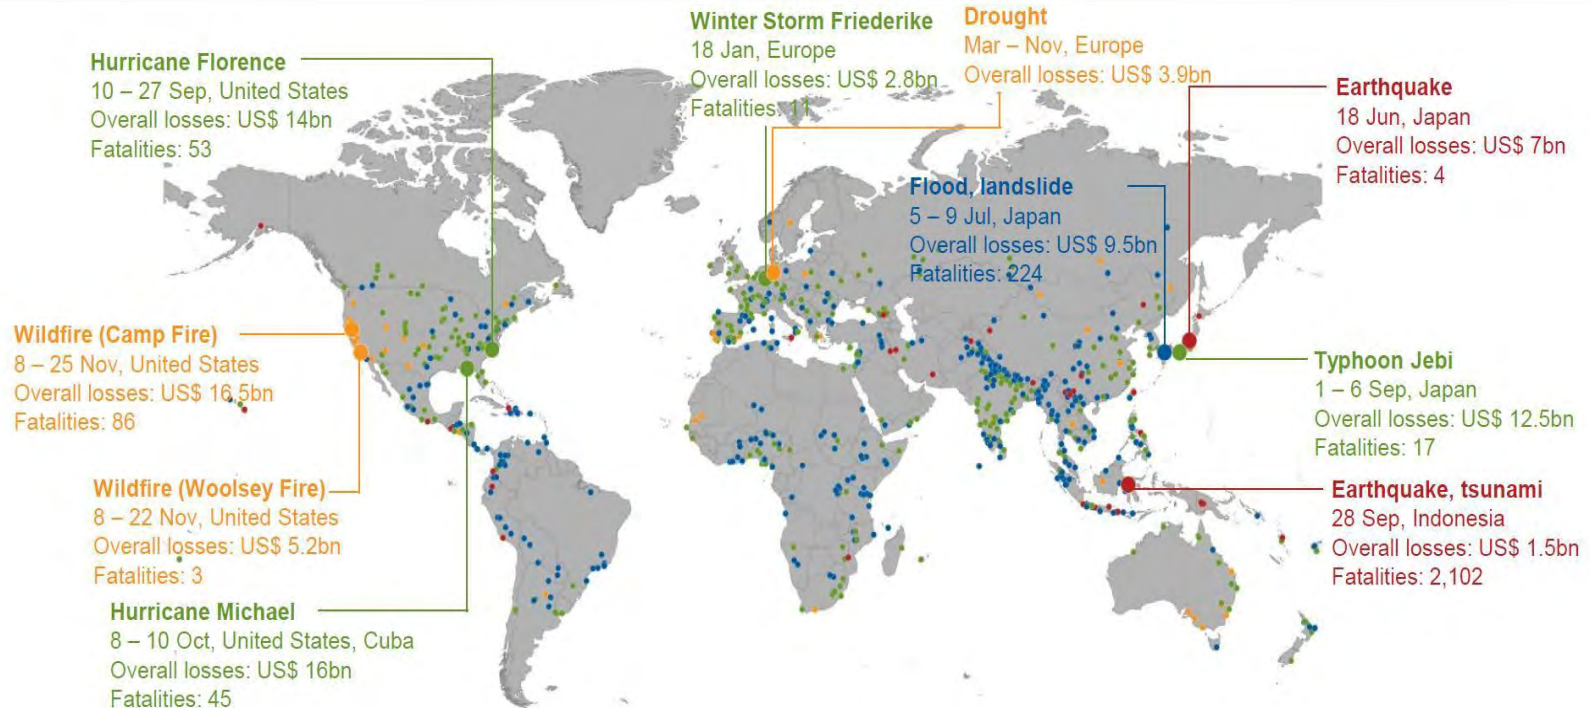 Hurricane Florence
10 – 27 Sep, United States
Overall losses: US$ 14bn
Fatalities: 53
Winter Storm Friederike
18 Jan, Europe
Overall losses: US$ 2.8bn
Fatalities: 11
Drought
Mar – Nov, Europe
Overall losses: US$ 3.9bn
Earthquake
18 Jun, Japan
Overall losses: US$ 7bn
Fatalities: 4
Flood, landslide
5 – 9 Jul, Japan
Overall losses: US$ 9.5bn
Fatalities: 224
Wildfire (Camp Fire)
8 – 25 Nov, United States
Overall losses: US$ 16.5bn
Fatalities: 86
Typhoon Jebi
1 – 6 Sep, Japan
Overall losses: US$ 12.5bn
Fatalities: 17
Wildfire (Woolsey Fire)
8 – 22 Nov, United States
Overall losses: US$ 5.2bn
Fatalities: 3
Earthquake, tsunami
28 Sep, Indonesia
Overall losses: US$ 1.5bn
Fatalities: 2,102
Hurricane Michael
8 – 10 Oct, United States, Cuba
Overall losses: US$ 16bn
Fatalities: 45